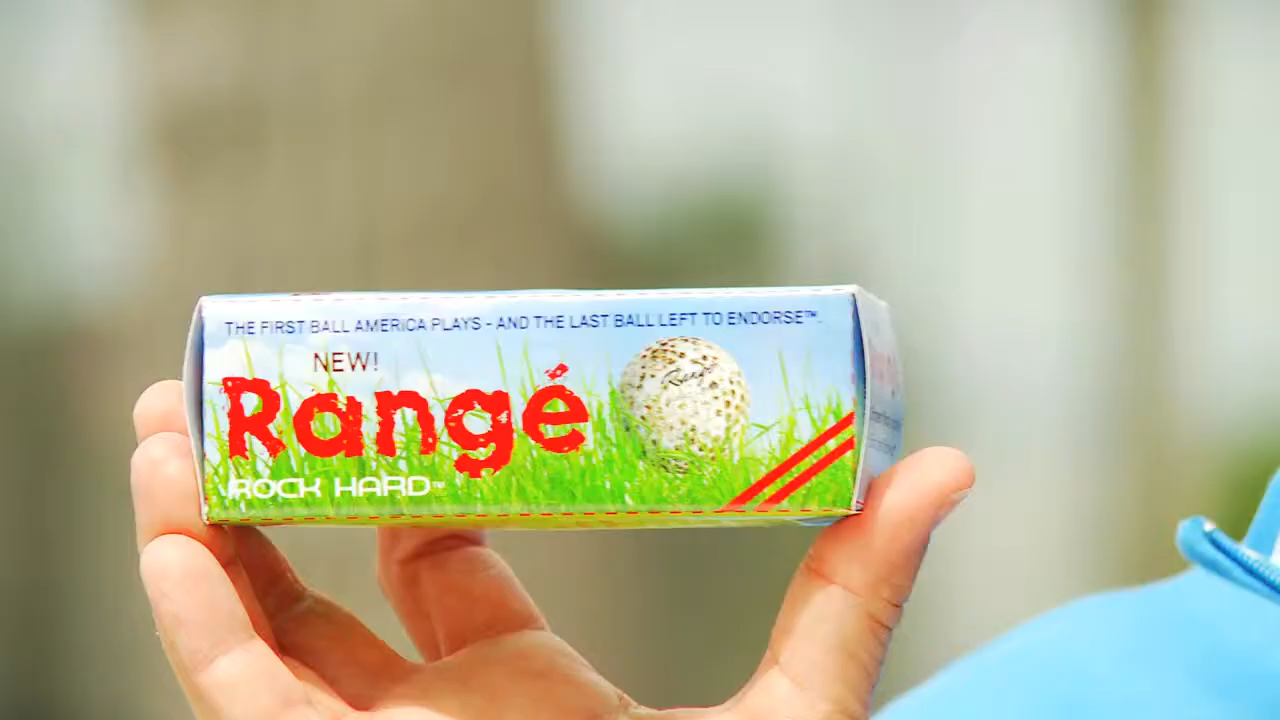 THE FIRST BALL AMERICA PLAYS - AND THE LAST BALL LEFT TO ENDORSE™.
NEW!
Rangé
ROCK HARD™